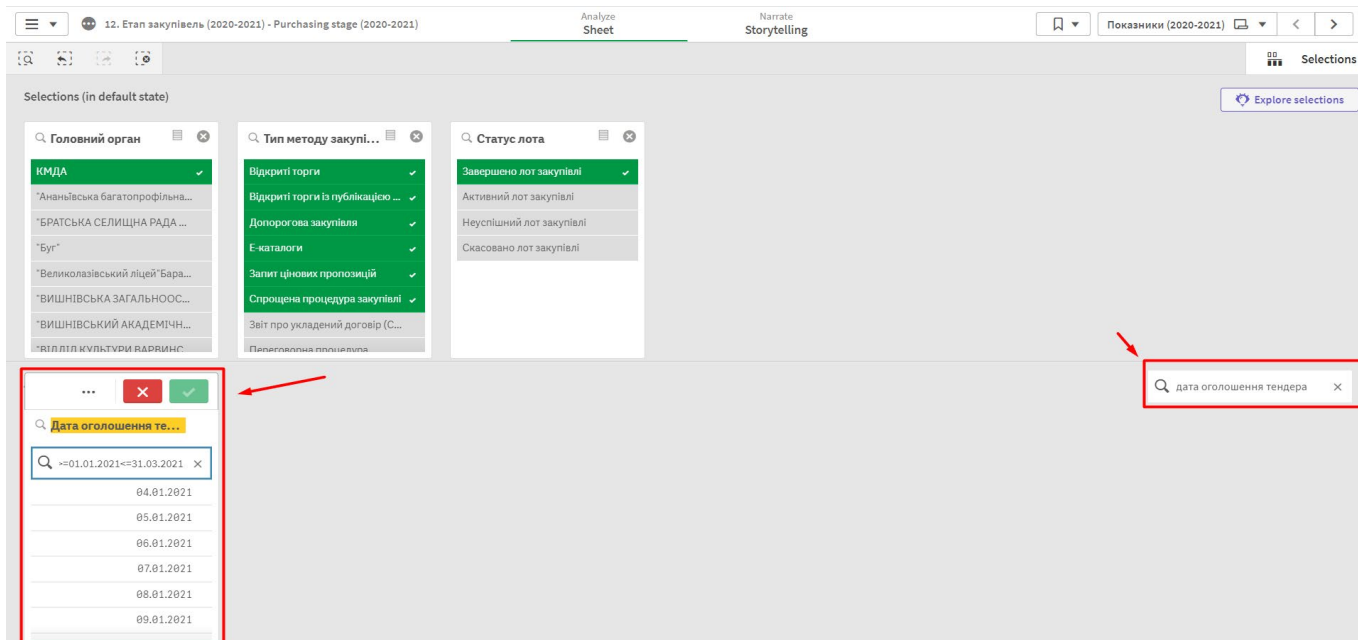 12. Етап закупівель (2020-2021) - Purchasing stage (2020-2021)
Analyze
Sheet
Narrate
Storytelling
Показники (2020-2021)
Selections
Selections (in default state)
Explore selections
Головний орган
КМДА
"Ананьївська багатопрофільна...
"БРАТСЬКА СЕЛИЩНА РАДА ...
"Буг"
"Великолазівський ліцей"Бара...
"ВИШНІВСЬКА ЗАГАЛЬНООС...
"ВИШНІВСЬКИЙ АКАДЕМІЧН...
"ВІДДІЛ КУЛЬТУРИ ВАРВИНС
Тип методу закупі...
Відкриті торги
Відкриті торги із публікацією ...
Допорогова закупівля
Е-каталоги
Запит цінових пропозицій
Спрощена процедура закупівлі
Звіт про укладений договір (С...
Переговорна процедура
Статус лота
Завершено лот закупівлі
Активний лот закупівлі
Неуспішний лот закупівлі
Скасовано лот закупівлі
дата оголошення тендера
Дата оголошення те...
>=01.01.2021<=31.03.2021
04.01.2021
05.01.2021
06.01.2021
07.01.2021
08.01.2021
09.01.2021